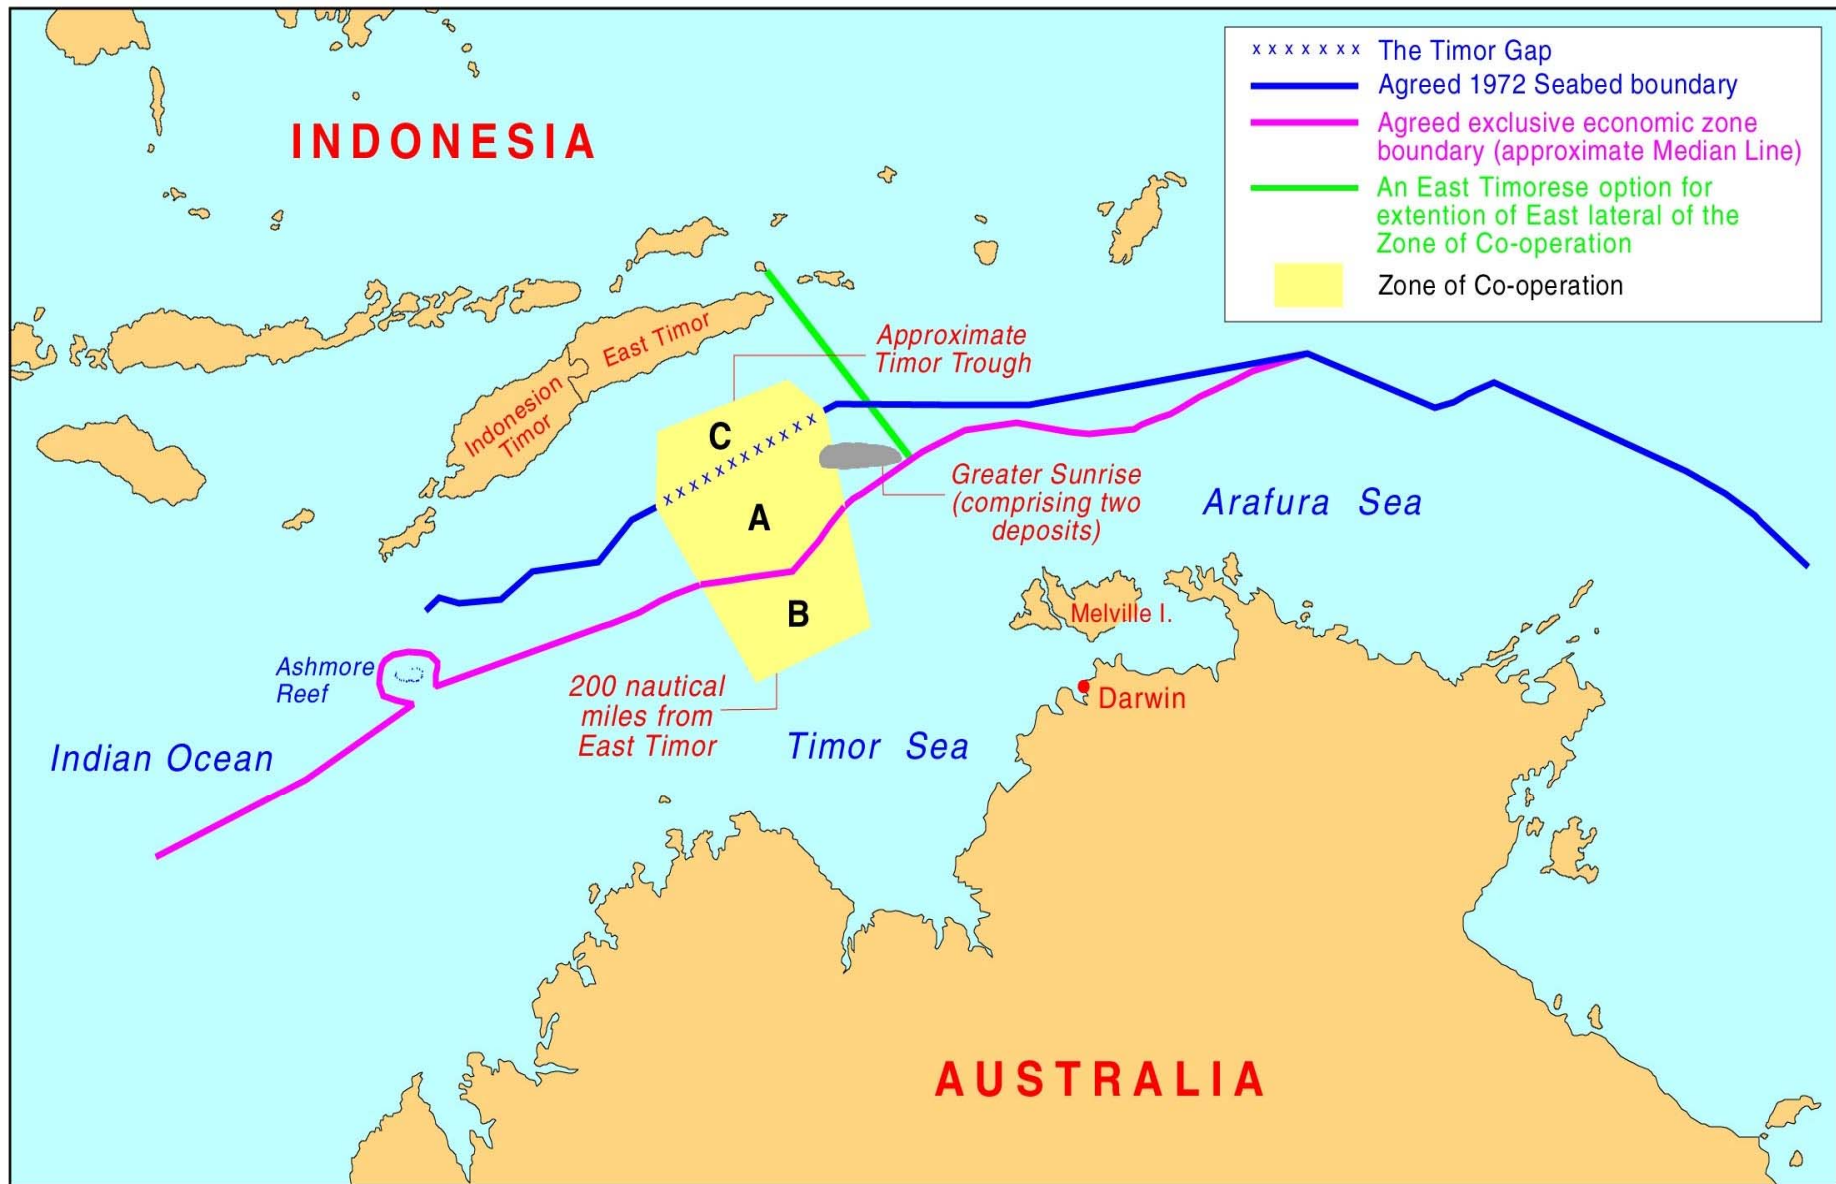 x x x x x x x The Timor Gap
Agreed 1972 Seabed boundary
Agreed exclusive economic zone
boundary (approximate Median Line)
An East Timorese option for
extention of East lateral of the
Zone of Co-operation
Zone of Co-operation
INDONESIA
East Timor
Indonesion
Timor
Approximate
Timor Trough
C
x x x x x x x x x x x x x
A
B
Greater Sunrise
(comprising two
deposits)
Arafura Sea
Melville I.
Darwin
Ashmore
Reef
200 nautical
miles from
East Timor
Indian Ocean
Timor Sea
AUSTRALIA